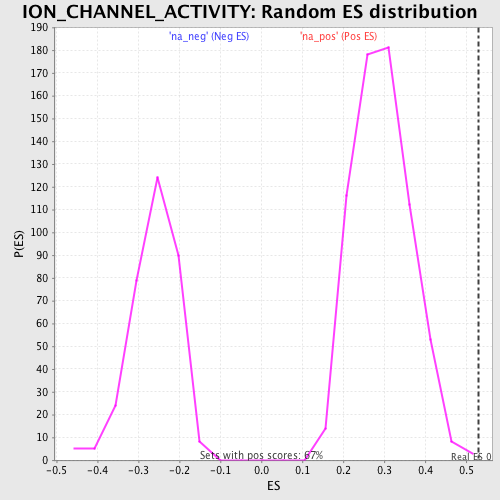 ION_CHANNEL_ACTIVITY: Random ES distribution
'na_neg' (Neg ES)
'na_pos' (Pos ES)
190
180
170
160
150
140
130
120
110
100
90
80
70
60
50
40
30
20
10
0
P(ES)
Sets with pos scores: 67%
Real ES 0
-0.5 -0.4 -0.3 -0.2 -0.1 0.0 0.1 0.2 0.3 0.4 0.5
ES